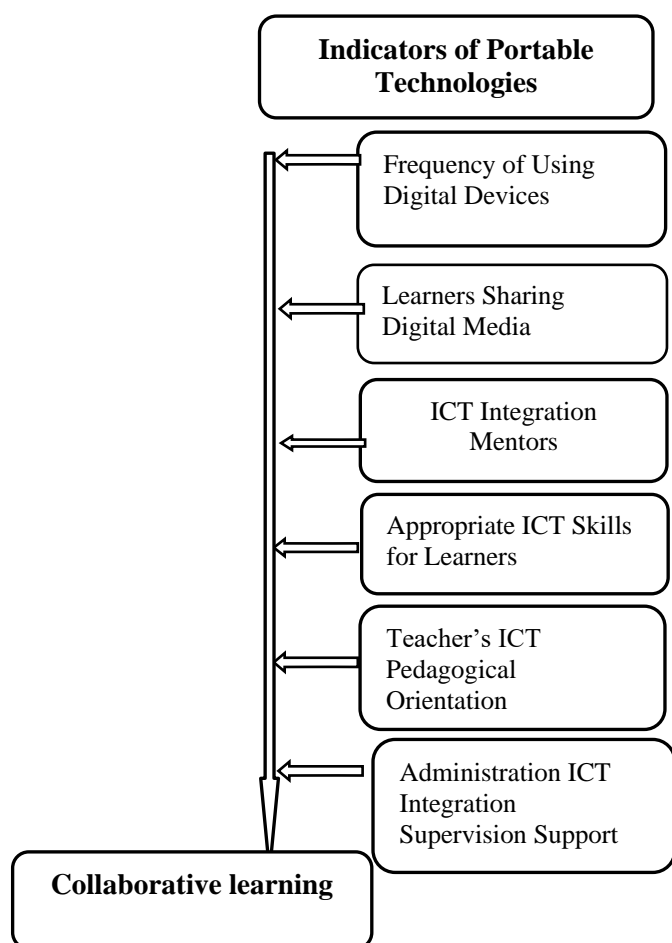 Indicators of Portable
Technologies
Frequency of Using
Digital Devices
Learners Sharing
Digital Media
ICT Integration
Mentors
Appropriate ICT Skills
for Learners
Teacher’s ICT
Pedagogical
Orientation
Administration ICT
Integration
Supervision Support
Collaborative learning